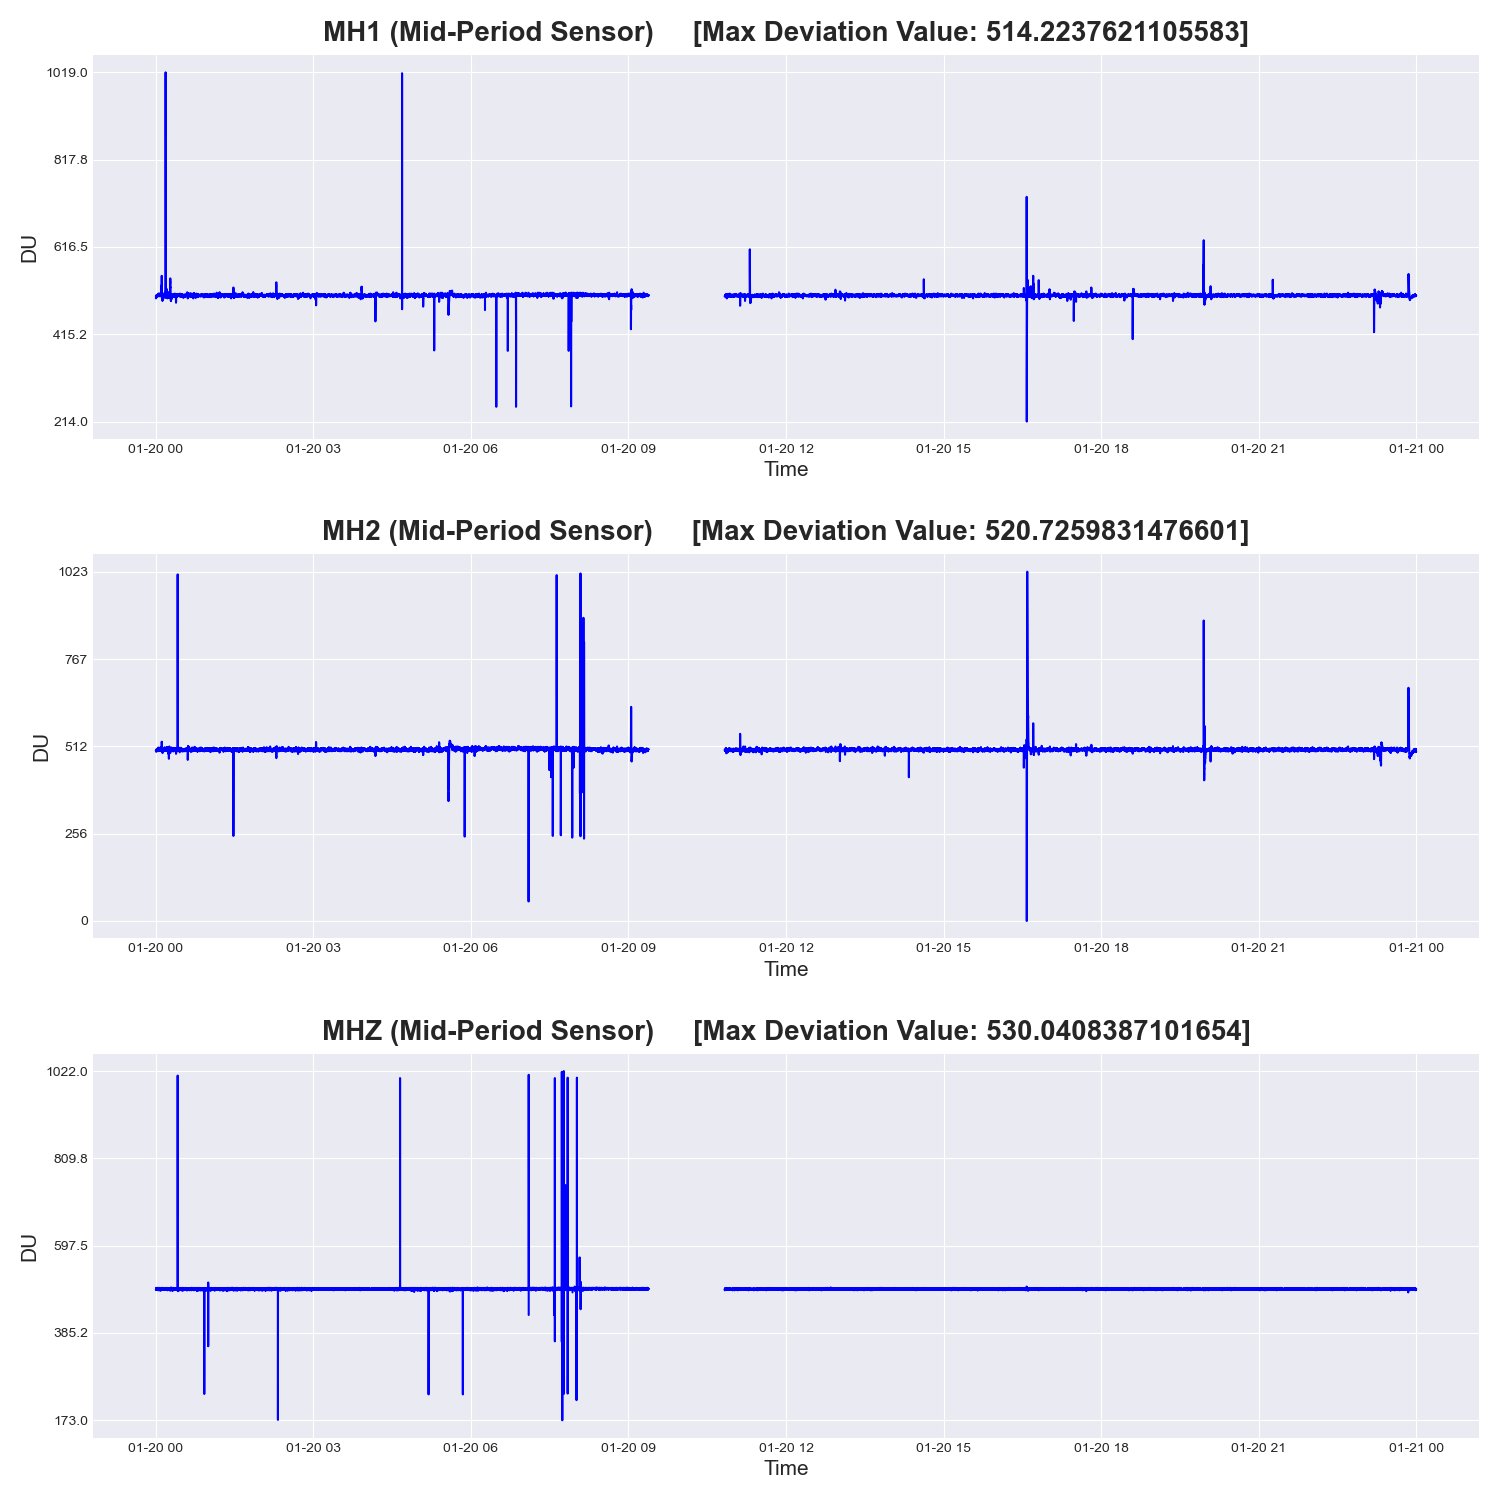 MH1 (Mid-Period Sensor) [Max Deviation Value: 514.2237621105583]
1019.0
817.8
616.5
415.2
214.0
DU
01-20 00 01-20 03 01-20 06 01-20 09 01-20 12 01-20 15 01-20 18 01-20 21 01-21 00
Time
MH2 (Mid-Period Sensor) [Max Deviation Value: 520.7259831476601]
1023
767
512
256
0
DU
01-20 00 01-20 03 01-20 06 01-20 09 01-20 12 01-20 15 01-20 18 01-20 21 01-21 00
Time
MHZ (Mid-Period Sensor) [Max Deviation Value: 530.0408387101654]
1022.0
809.8
597.5
385.2
173.0
DU
01-20 00 01-20 03 01-20 06 01-20 09 01-20 12 01-20 15 01-20 18 01-20 21 01-21 00
Time